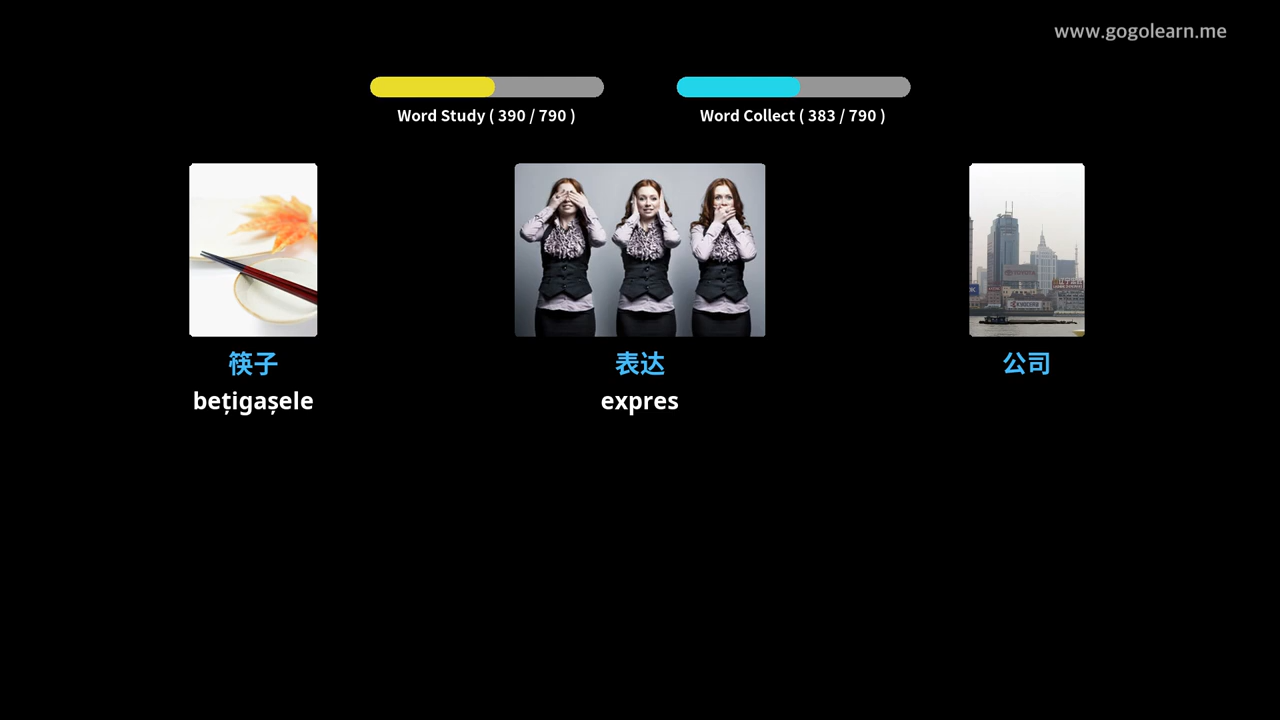 www.gogolearn.me
Word Study ( 390 / 790 )
Word Collect ( 383 / 790 )
TOYOTA
筷子
表达
公司
bețigașele
expres